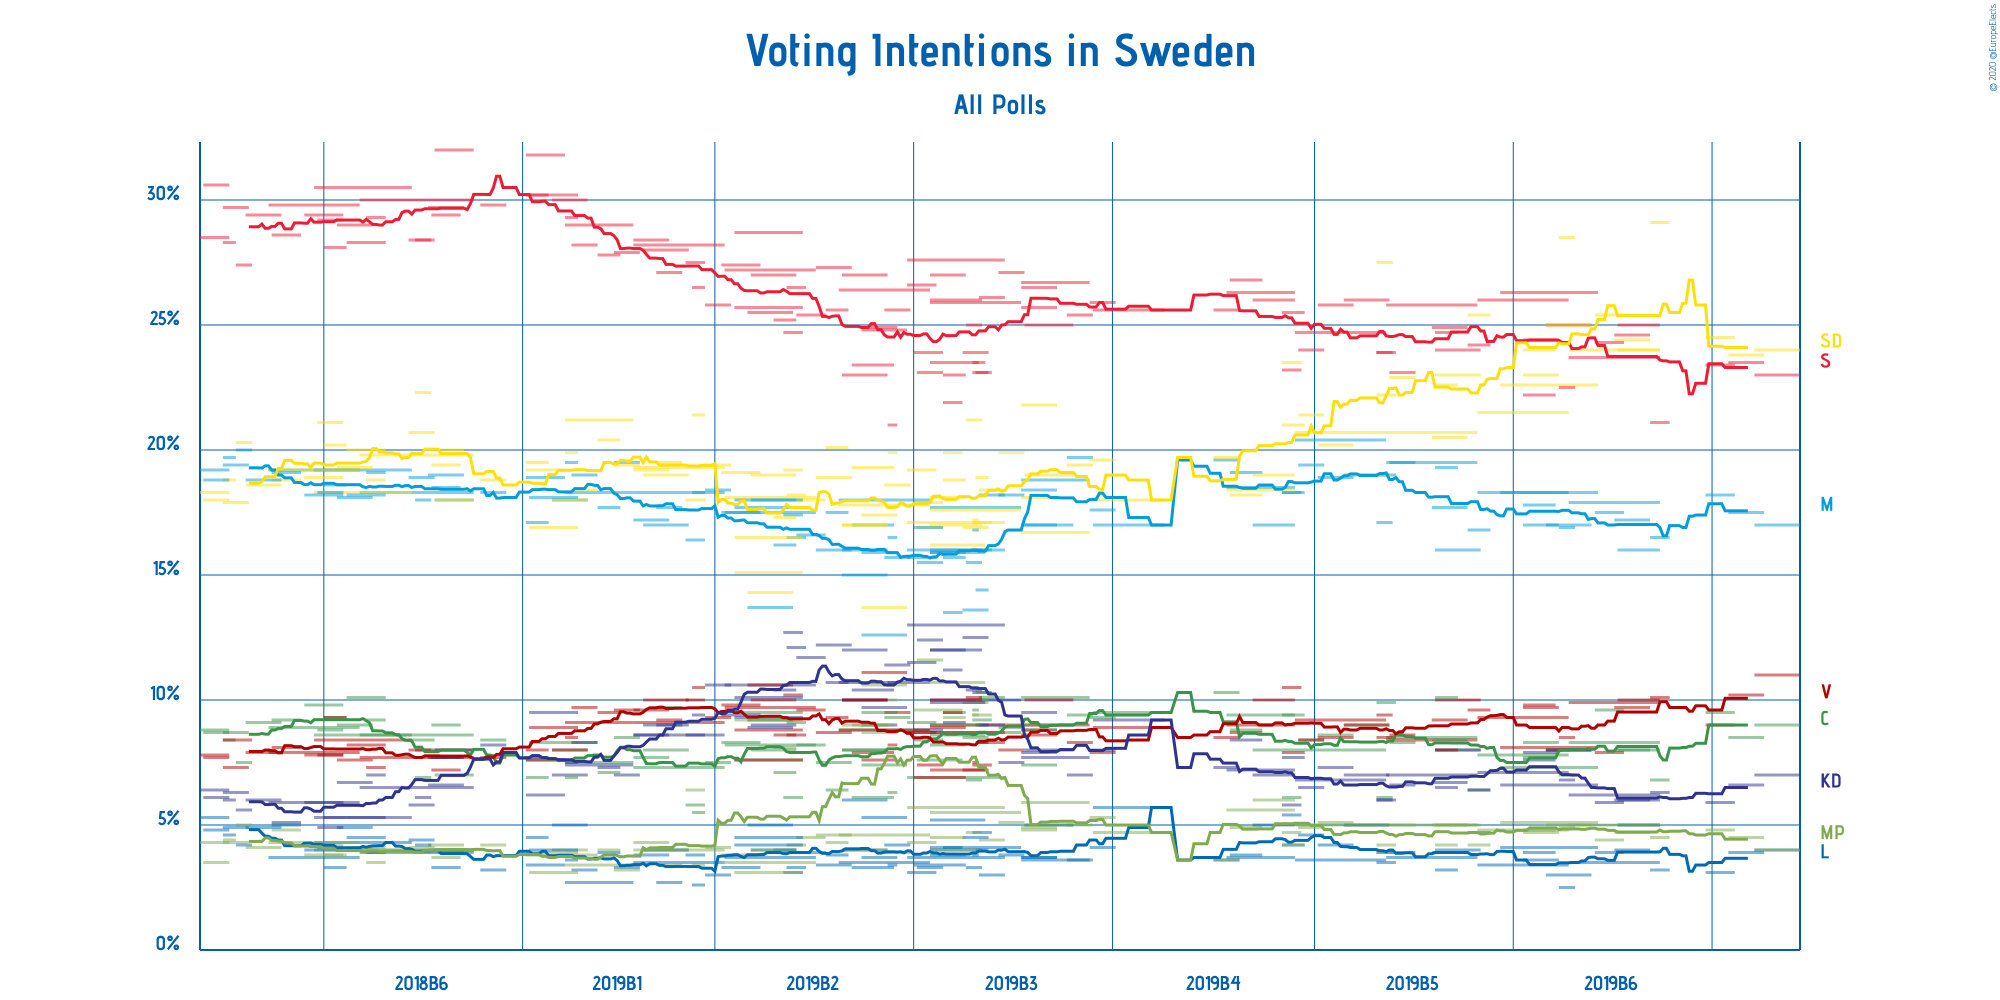 Voting Intentions in Sweden
All Polls
© 2020 @EuropeElects
30%
25%
20%
15%
10%
5%
0%
SD
S
M
V
C
KD
MP
L
2018B6
2019B1
2019B2
2019B3
2019B4
2019B5
2019B6